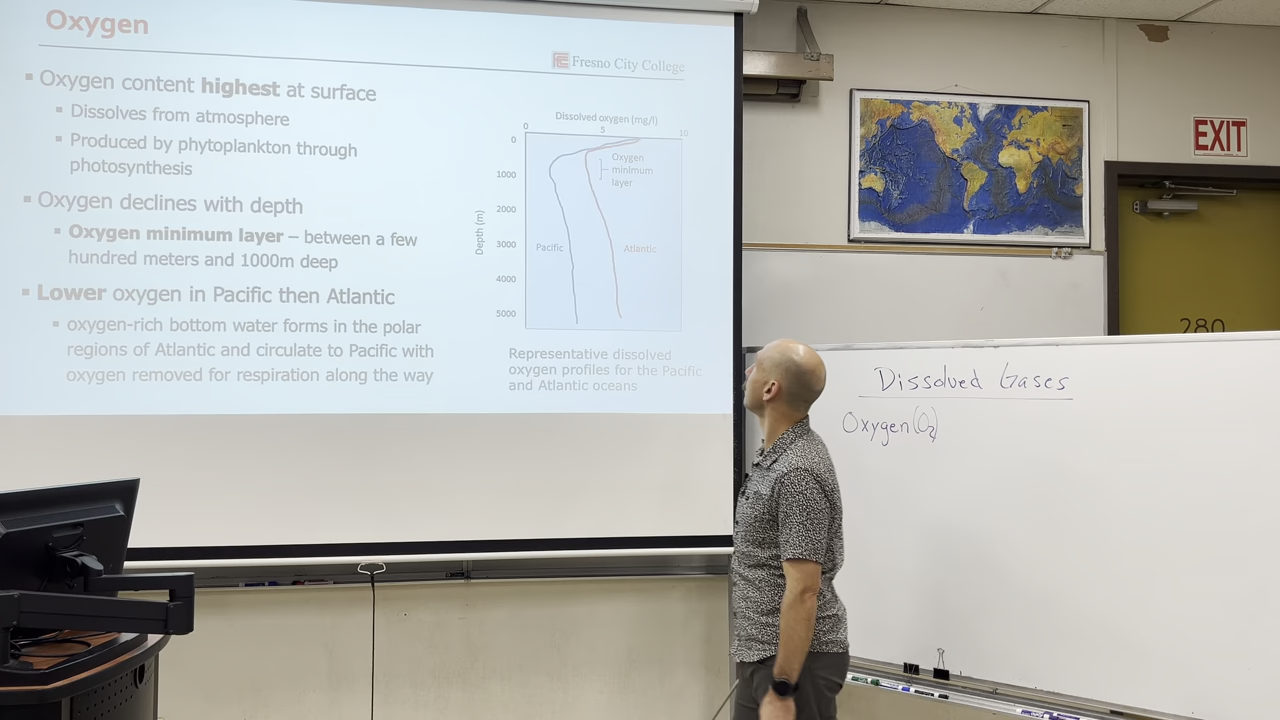 Oxygen
Fresno City College
Oxygen content highest at surface
Dissolves from atmosphere
Produced by phytoplankton through
photosynthesis
Oxygen declines with depth
Oxygen minimum layer – between a few
hundred meters and 1000m deep
Lower oxygen in Pacific then Atlantic
oxygen-rich bottom water forms in the polar
regions of Atlantic and circulate to Pacific with
oxygen removed for respiration along the way
Dissolved oxygen (mg/l)
0 5 10
0
1000
2000
3000
4000
5000
Depth (m)
Oxygen
minimum
layer
Pacific
Atlantic
Representative dissolved
oxygen profiles for the Pacific
and Atlantic oceans
EXIT
280
Dissolved Gases
Oxygen (O2)